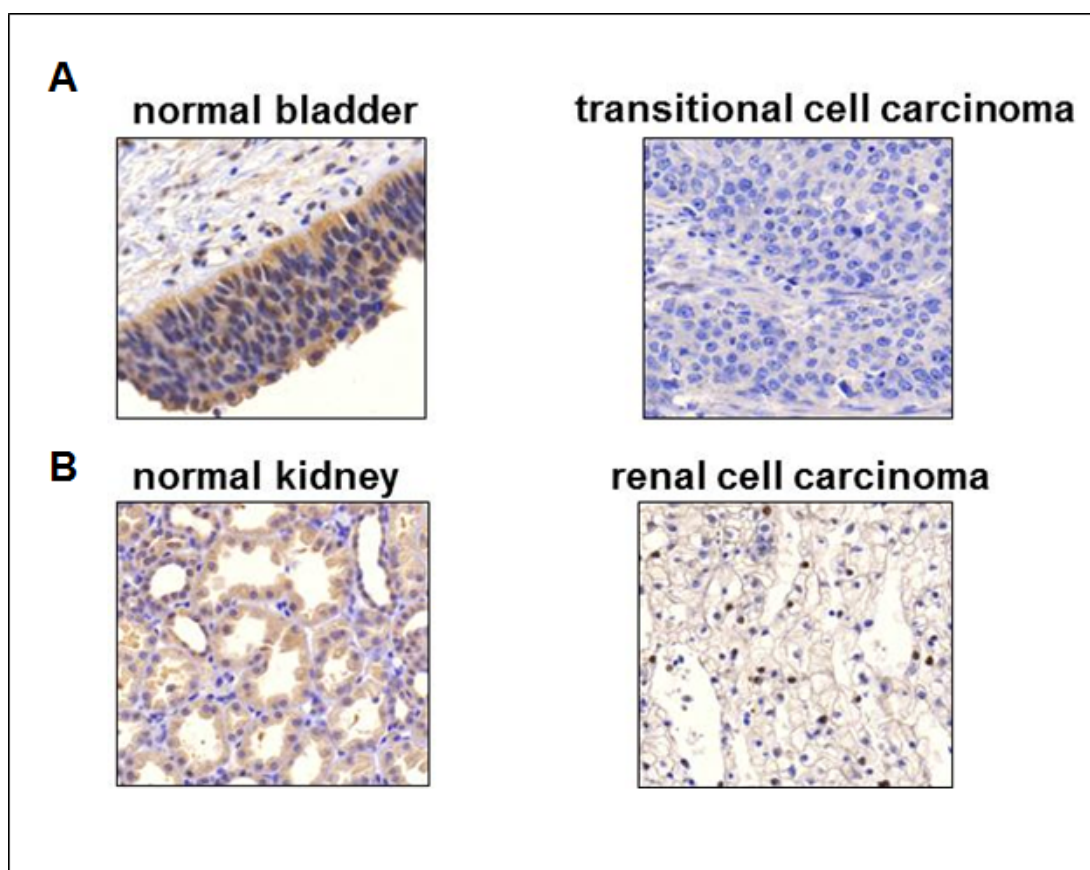 A
normal bladder
transitional cell carcinoma
B
normal kidney
renal cell carcinoma